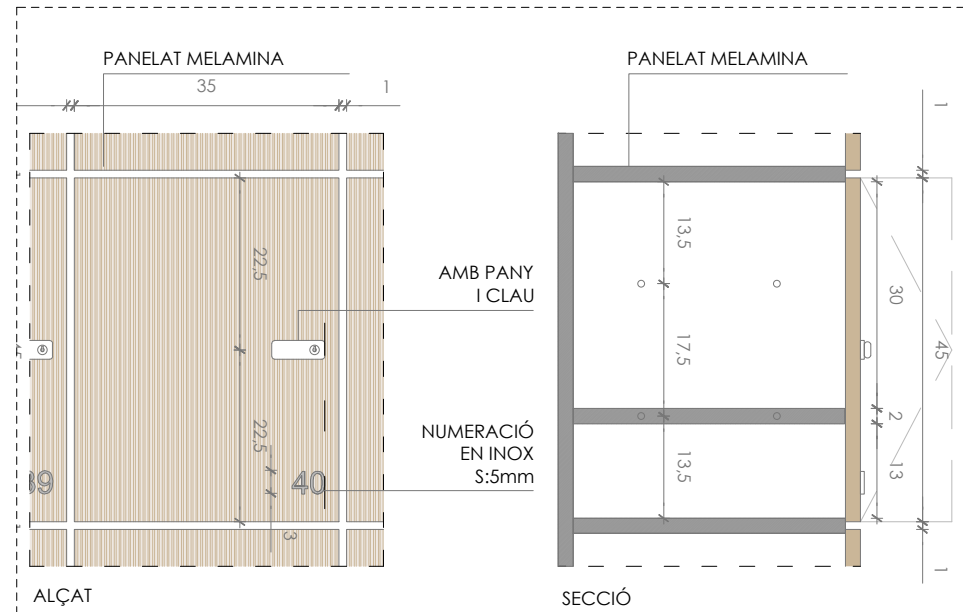 PANELAT MELAMINA
35
1
22,5
22,5
3
39
40
AMB PANY
I CLAU
NUMERACIÓ
EN INOX
S:5mm
ALÇAT
PANELAT MELAMINA
1
13,5
17,5
13,5
30
2
13
45
1
SECCIÓ